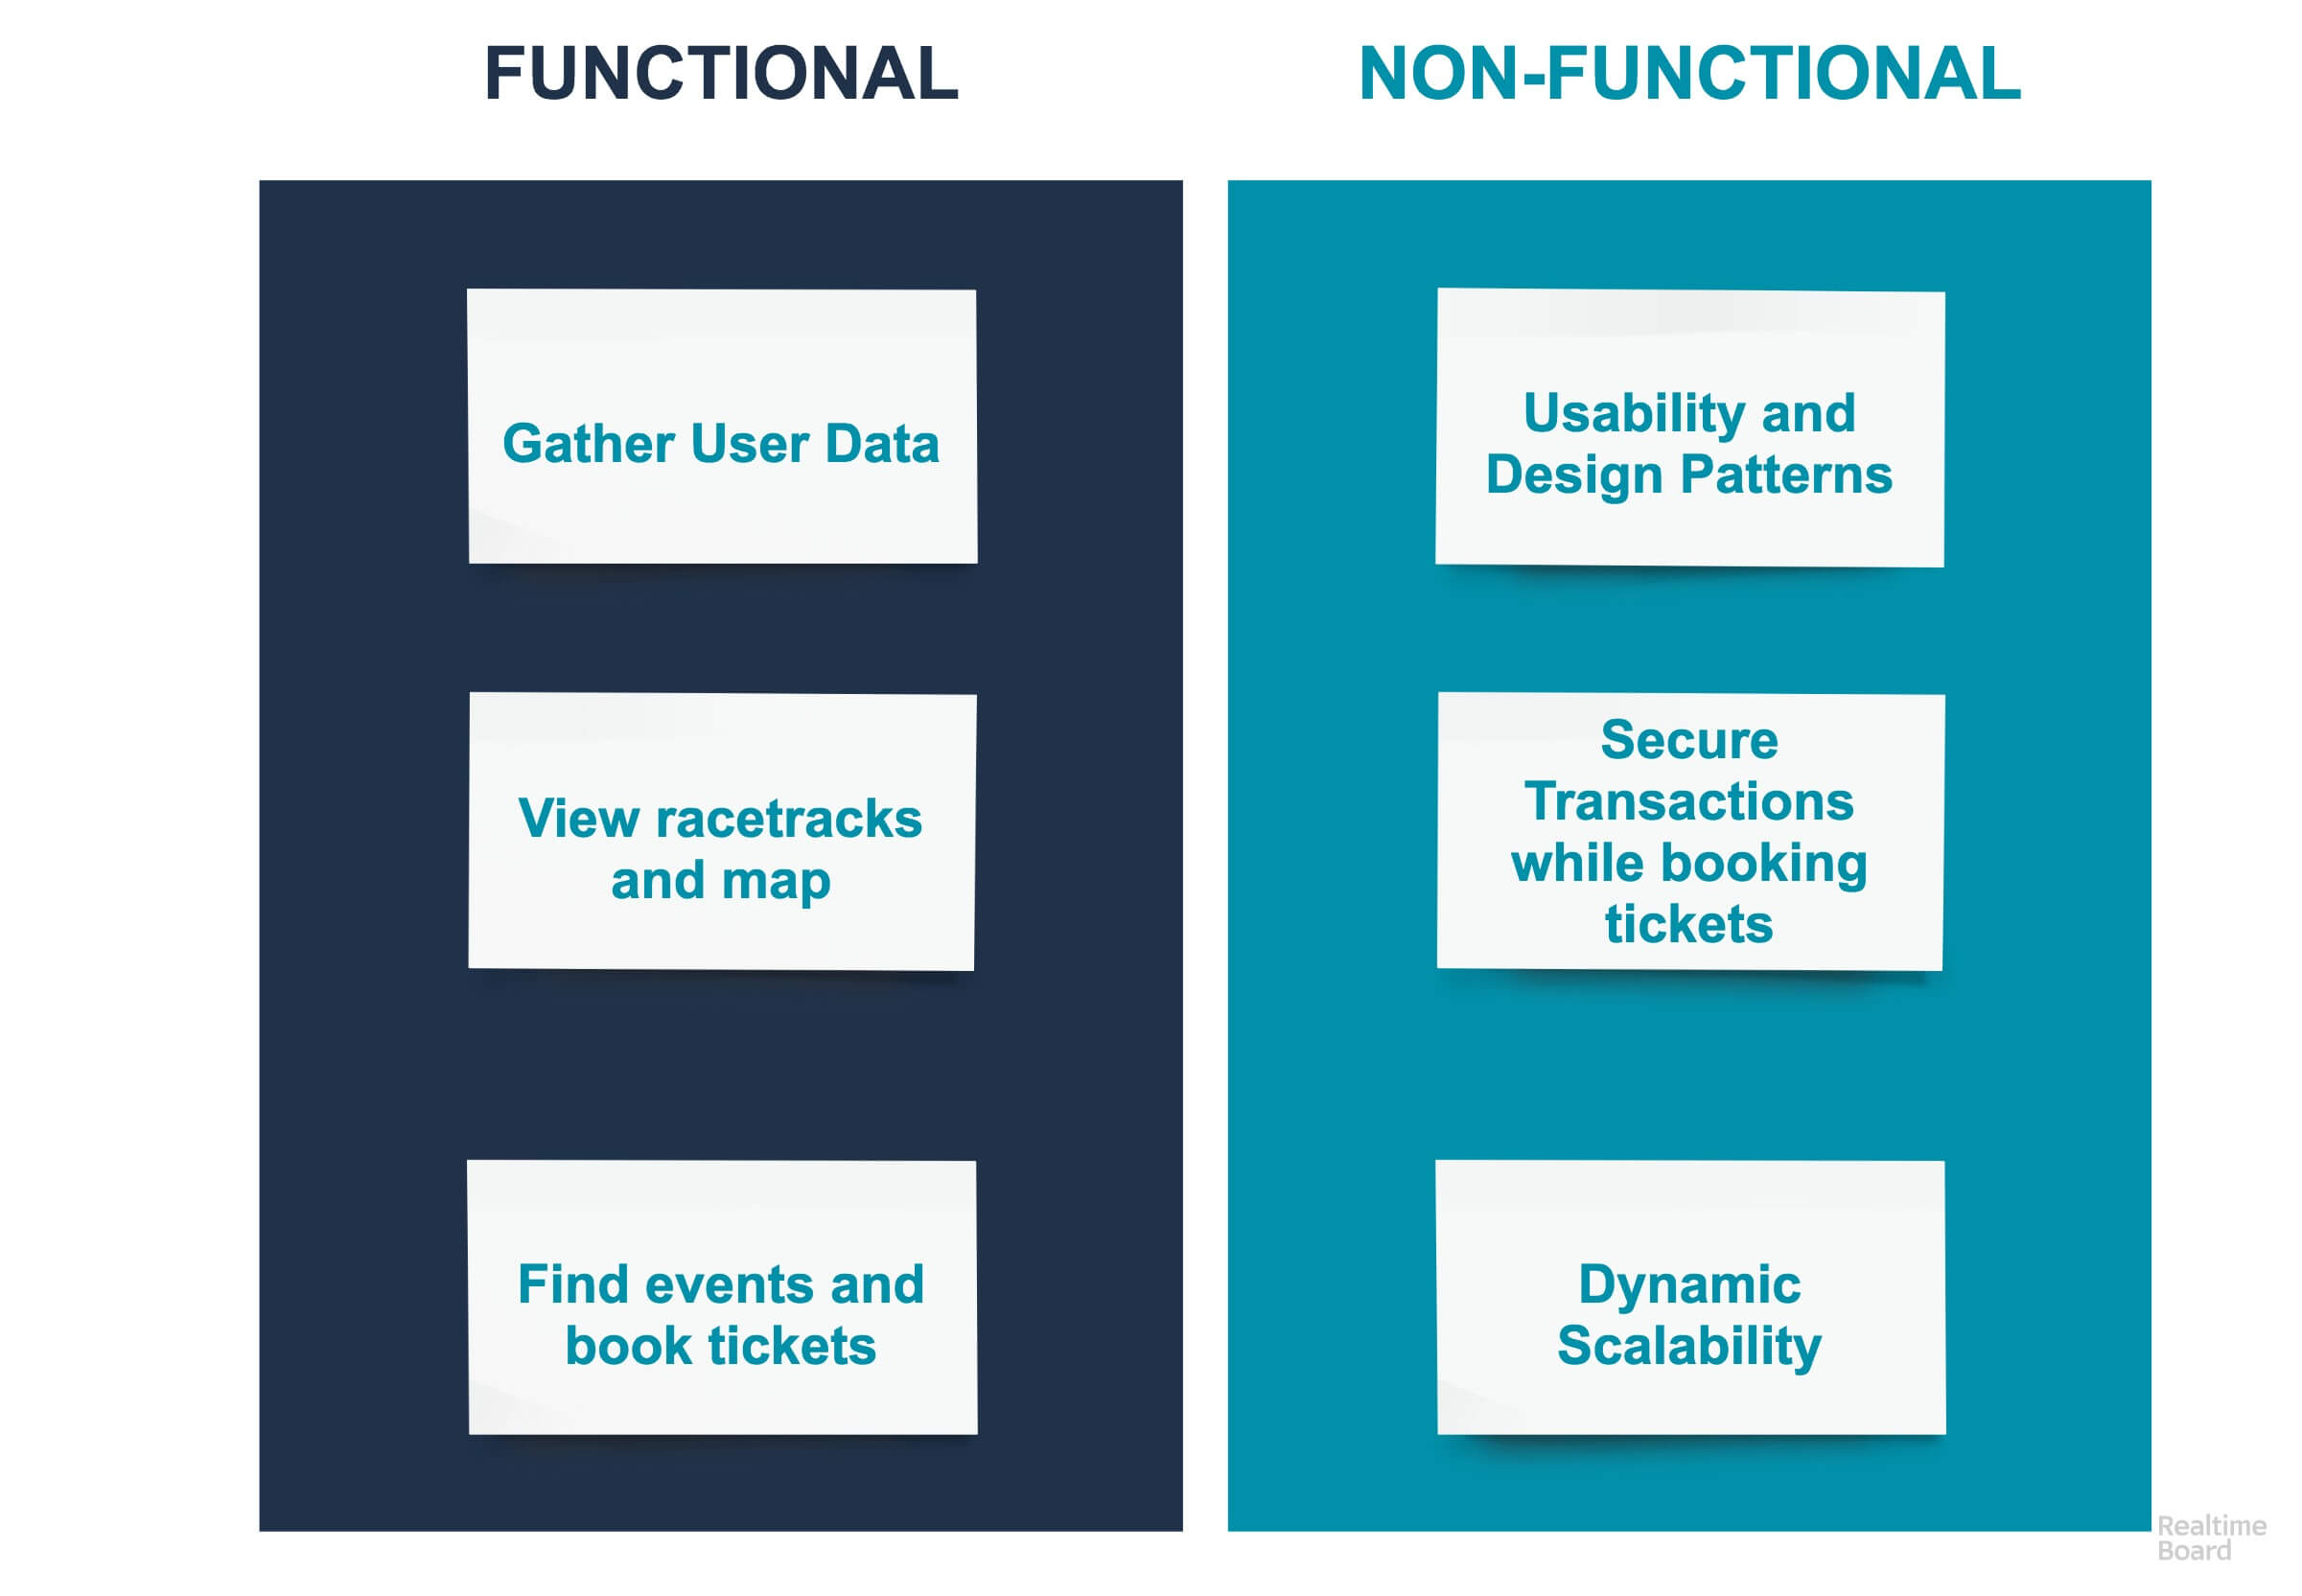 FUNCTIONAL
NON-FUNCTIONAL
Gather User Data
View racetracks
and map
Find events and
book tickets
Usability and
Design Patterns
Secure
Transactions
while booking
tickets
Dynamic
Scalability
Realtime
Board